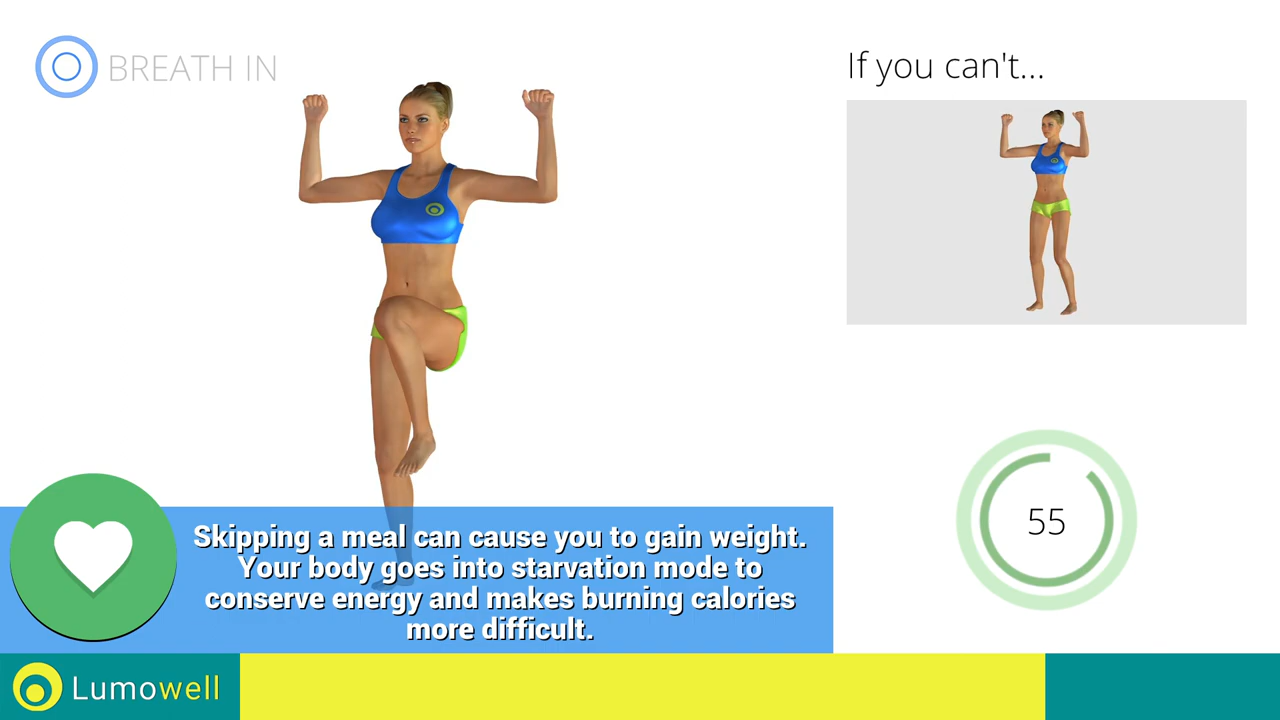 BREATH IN
If you can't...
55
Skipping a meal can cause you to gain weight.
Your body goes into starvation mode to
conserve energy and makes burning calories
more difficult.
Lumowell